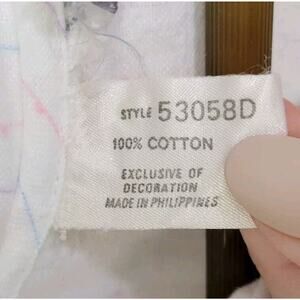 STYLE 53058D
100% COTTON
EXCLUSIVE OF
DECORATION
MADE IN PHILIPPINES